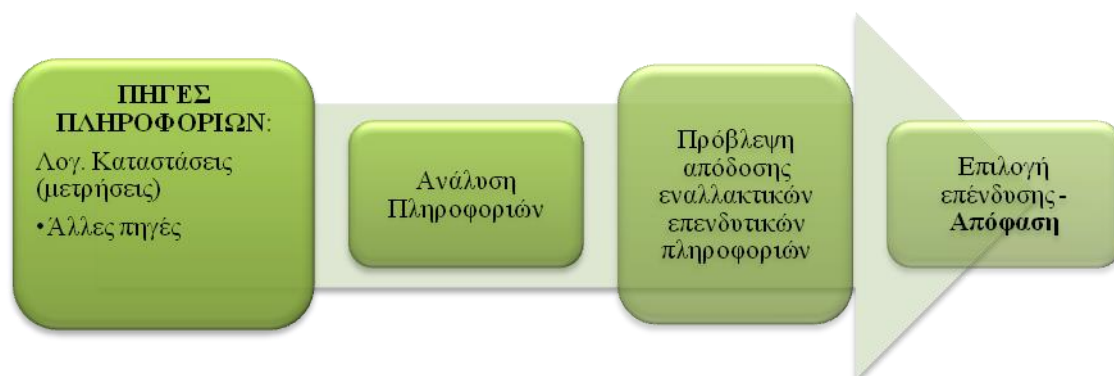 ΠΗΓΕΣ
ΠΛΗΡΟΦΟΡΙΩΝ:
Λογ. Καταστάσεις
(μετρήσεις)
•Άλλες πηγές
Ανάλυση
Πληροφοριών
Πρόβλεψη
απόδοσης
εναλλακτικών
επενδυτικών
πληροφοριών
Επιλογή
επένδυσης -
Απόφαση